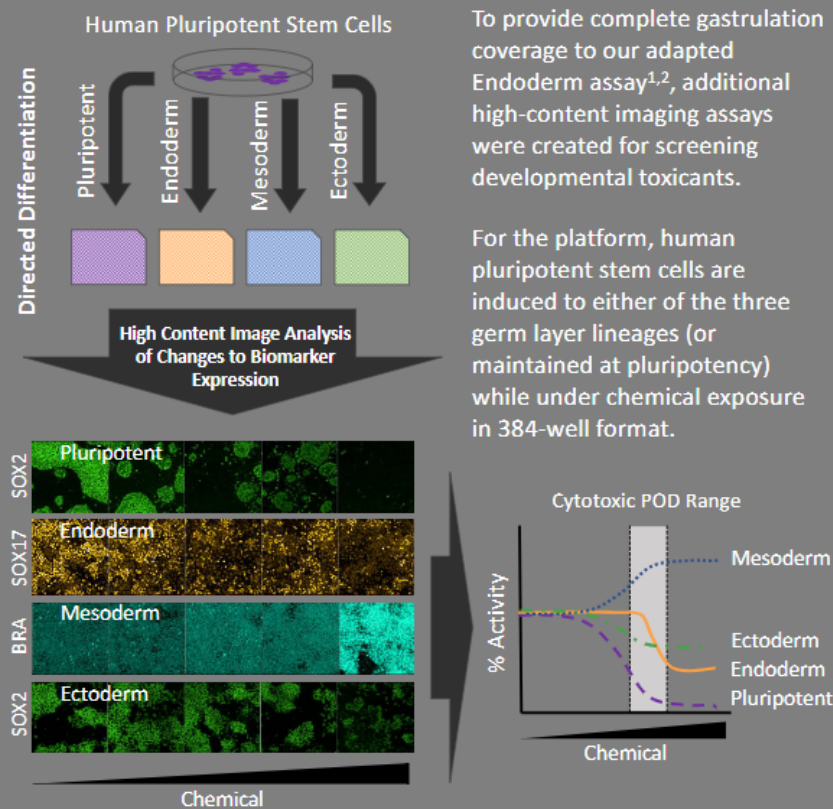 Human Pluripotent Stem Cells
Directed Differentiation
Pluripotent
Endoderm
Mesoderm
Ectoderm
High Content Image Analysis
of Changes to Biomarker
Expression
SOX2
Pluripotent
SOX17
Endoderm
BRA
Mesoderm
SOX2
Ectoderm
Chemical
To provide complete gastrulation
coverage to our adapted
Endoderm assay¹,², additional
high-content imaging assays
were created for screening
developmental toxicants.
For the platform, human
pluripotent stem cells are
induced to either of the three
germ layer lineages (or
maintained at pluripotency)
while under chemical exposure
in 384-well format.
Cytotoxic POD Range
% Activity
Mesoderm
Ectoderm
Endoderm
Pluripotent
Chemical